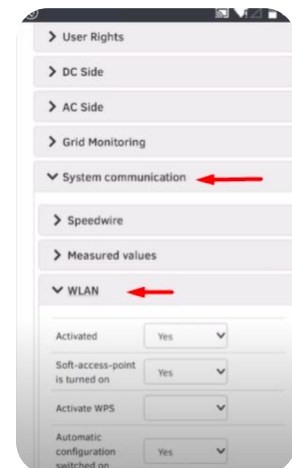 User Rights
DC Side
AC Side
Grid Monitoring
System communication
Speedwire
Measured values
WLAN
Activated Yes
Soft-access-point
is turned on Yes
Activate WPS
Automatic
configuration Yes
switched on